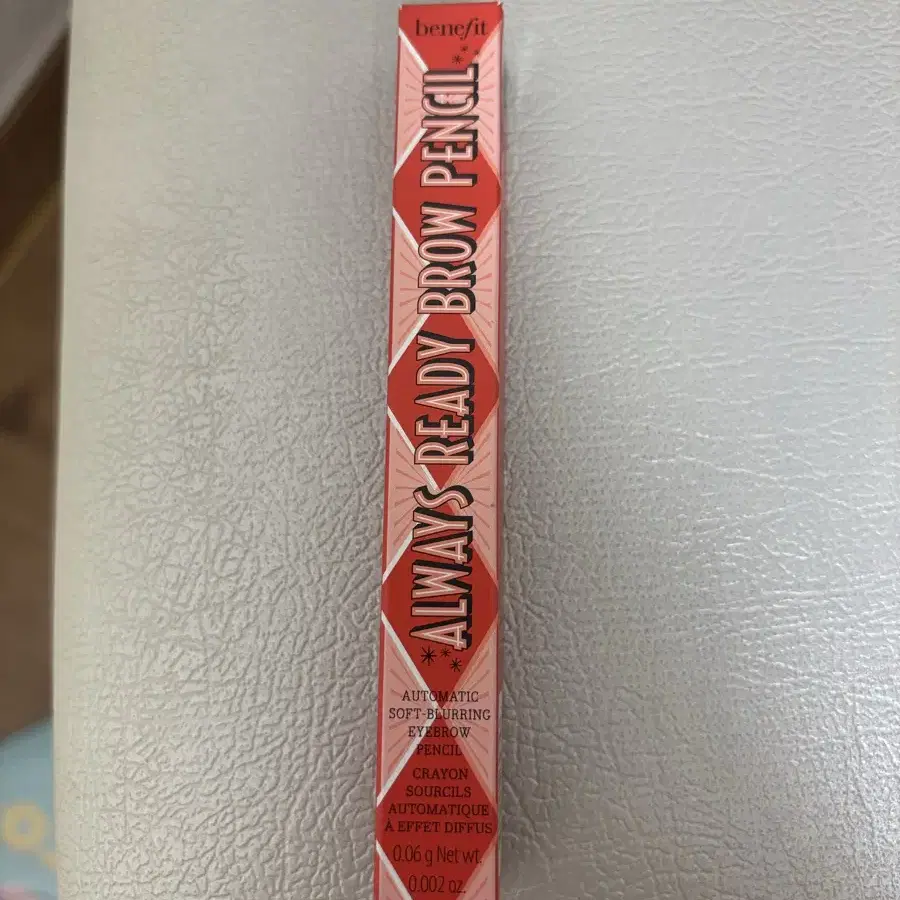 benefit
ALWAYS READY BROW PENCIL
AUTOMATIC
SOFT-BLURRING
EYEBROW
PENCIL
CRAYON
SOURCILS
AUTOMATIQUE
À EFFET DIFFUS
0.06 g Net wt.
0.002 oz.